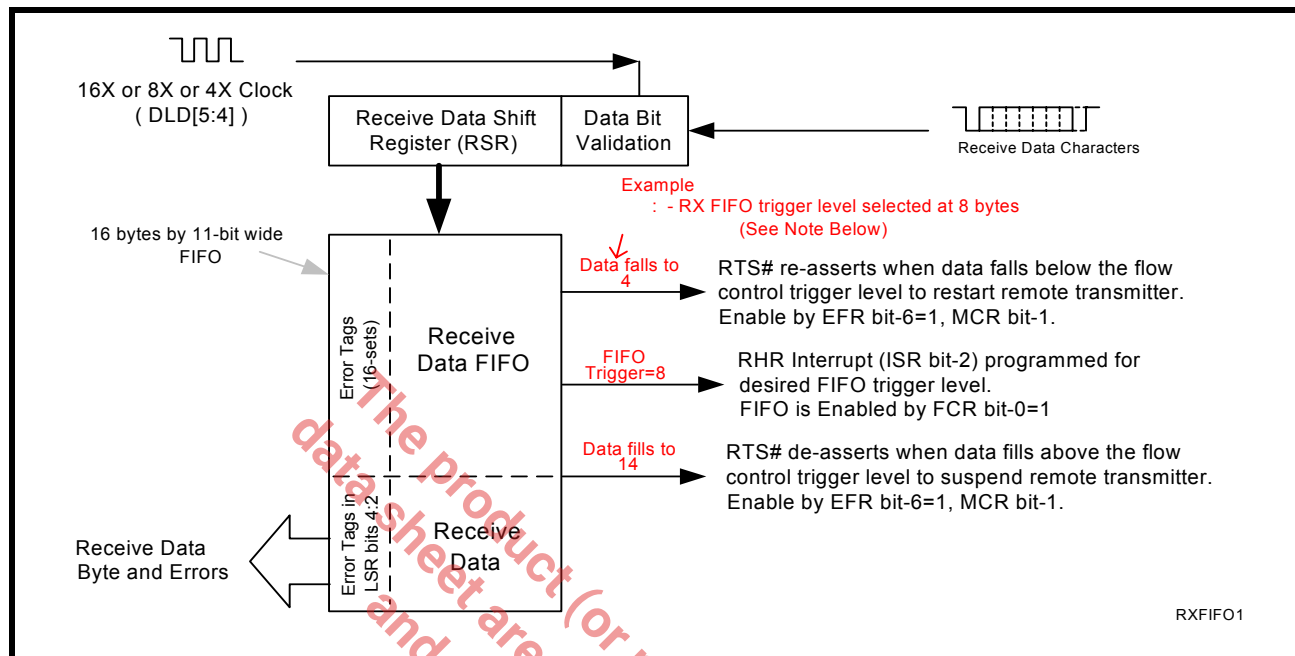 16X or 8X or 4X Clock
( DLD[5:4] )
Receive Data Shift
Register (RSR)
Data Bit
Validation
Receive Data Characters
Example
: - RX FIFO trigger level selected at 8 bytes
(See Note Below)
16 bytes by 11-bit wide
FIFO
Data falls to
4
RTS# re-asserts when data falls below the flow
control trigger level to restart remote transmitter.
Enable by EFR bit-6=1, MCR bit-1.
Error Tags
(16-sets)
Receive
Data FIFO
FIFO
Trigger=8
RHR Interrupt (ISR bit-2) programmed for
desired FIFO trigger level.
FIFO is Enabled by FCR bit-0=1
Data fills to
14
RTS# de-asserts when data fills above the flow
control trigger level to suspend remote transmitter.
Enable by EFR bit-6=1, MCR bit-1.
Error Tags in
LSR bits 4:2
Receive
Data
Receive Data
Byte and Errors
RXFIFO1
The product (or
data sheet are
and